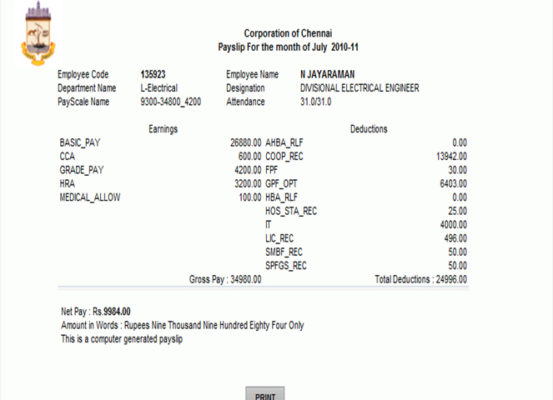 Corporation of Chennai
Payslip For the month of July 2010-11
Employee Code 135923 Employee Name N JAYARAMAN
Department Name L-Electrical Designation DIVISIONAL ELECTRICAL ENGINEER
PayScale Name 9300-34800_4200 Attendance 31.0/31.0
Earnings Deductions
BASIC_PAY 26880.00 AHBA_RLF 0.00
CCA 600.00 COOP_REC 13942.00
GRADE_PAY 4200.00 FPF 30.00
HRA 3200.00 GPF_OPT 6403.00
MEDICAL_ALLOW 100.00 HBA_RLF 0.00
HOS_STA_REC 25.00
IT 4000.00
LIC_REC 496.00
SMBF_REC 50.00
SPFGS_REC 50.00
Gross Pay : 34980.00 Total Deductions : 24996.00
Net Pay : Rs.9984.00
Amount in Words : Rupees Nine Thousand Nine Hundred Eighty Four Only
This is a computer generated payslip
PRINT